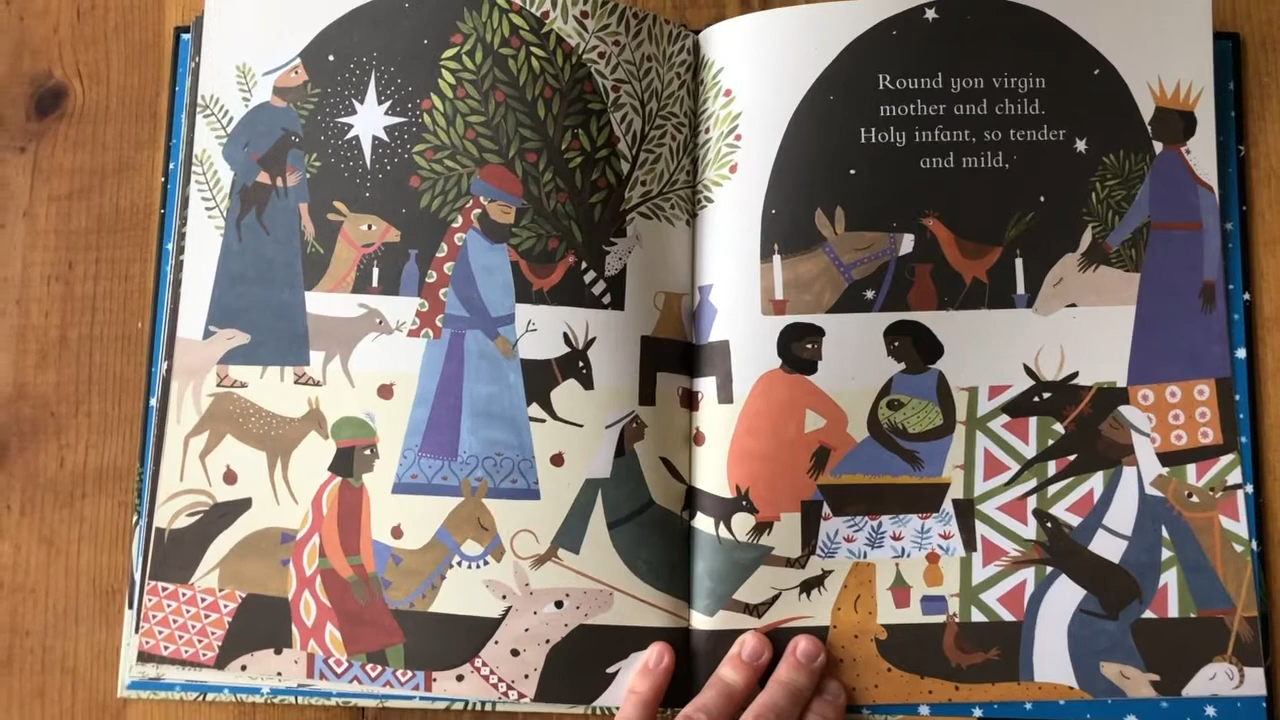 Round yon virgin
mother and child.
Holy infant, so tender
and mild,